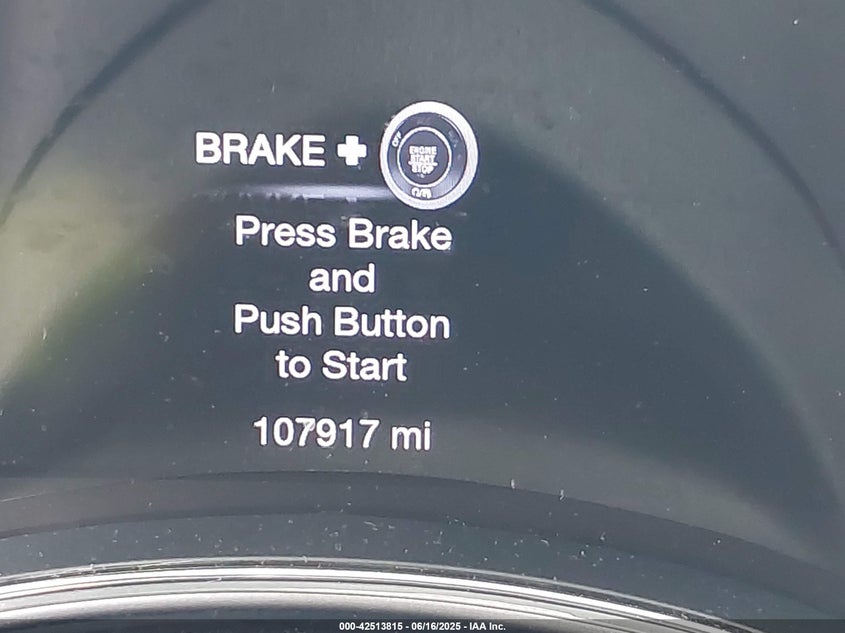 BRAKE +
OFF
ENGINE
START
STOP
Press Brake
and
Push Button
to Start
107917 mi
000-42513815 - 06/16/2025 - IAA Inc.